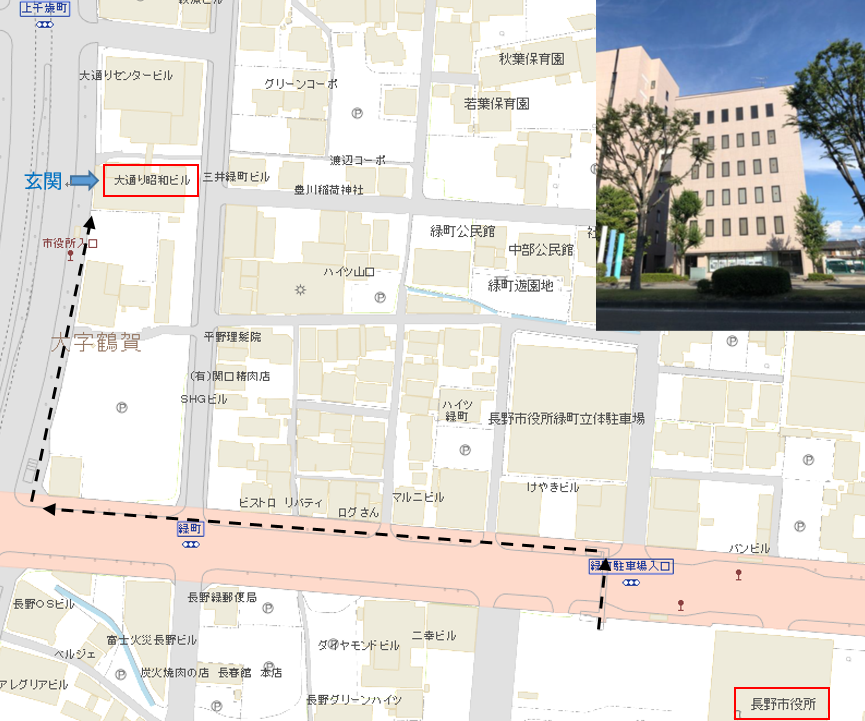 上千歳町
大通りセンタービル
グリーンコーポ
秋葉保育園
若葉保育園
渡辺コーポ
玄関
大通り昭和ビル
三井緑町ビル
豊川稲荷神社
緑町公民館
市役所入口
中部公民館
ハイツ山口
緑町遊園地
大字鶴賀
平野理髪院
(有)関口精肉店
SHGビル
ハイツ
緑町
長野市役所緑町立体駐車場
けやきビル
ビストロ リバティ
ログさん
マルニビル
緑町
バンビル
緑町駐車場入口
長野緑郵便局
長野OSビル
富士火災長野ビル
ダイヤモンドビル
二幸ビル
ベルジェ
炭火焼肉の店 長春館 本店
アレグリアビル
長野グリーンハイツ
長野市役所